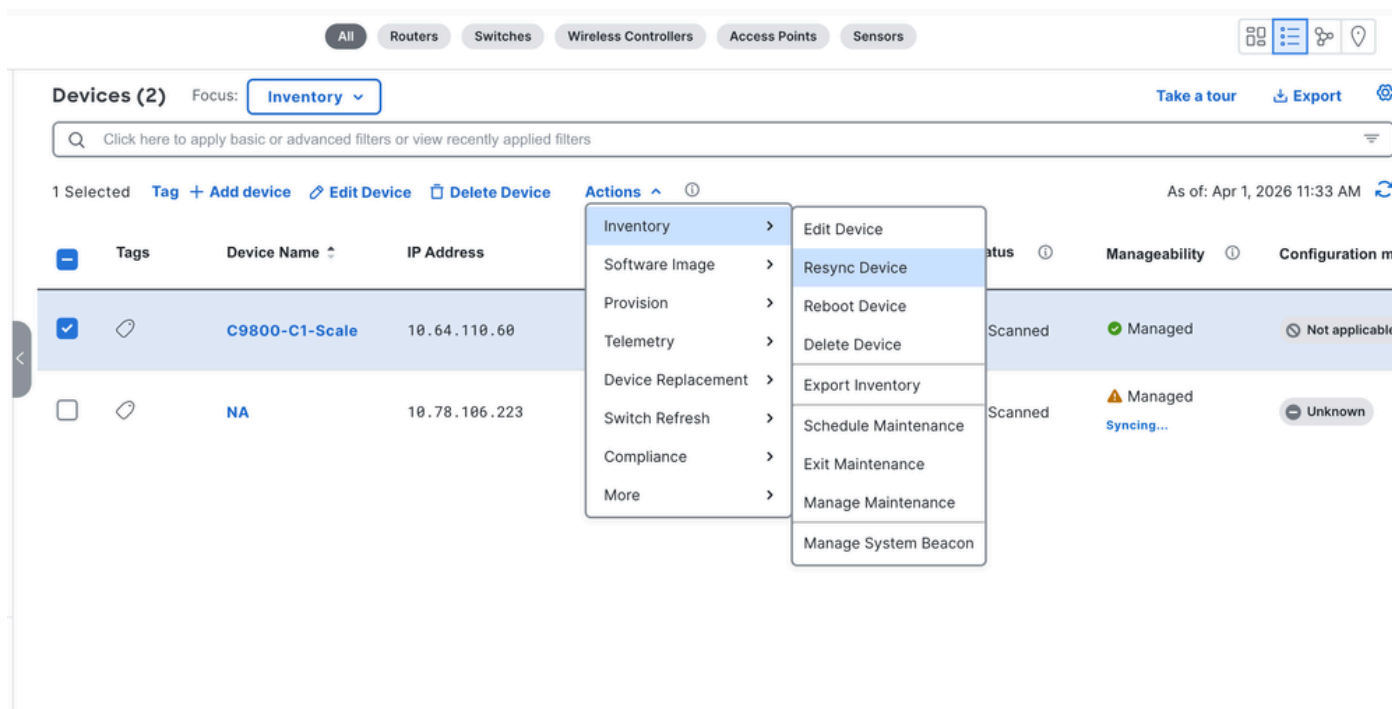 All Routers Switches Wireless Controllers Access Points Sensors
Devices (2) Focus: Inventory Take a tour Export
Click here to apply basic or advanced filters or view recently applied filters
1 Selected Tag Add device Edit Device Delete Device Actions As of: Apr 1, 2026 11:33 AM
Tags Device Name IP Address atus Manageability Configuration m
C9800-C1-Scale 10.64.110.60 Scanned Managed Not applicable
NA 10.78.106.223 Scanned Managed Unknown
Syncing...
Inventory
Software Image
Provision
Telemetry
Device Replacement
Switch Refresh
Compliance
More
Edit Device
Resync Device
Reboot Device
Delete Device
Export Inventory
Schedule Maintenance
Exit Maintenance
Manage Maintenance
Manage System Beacon